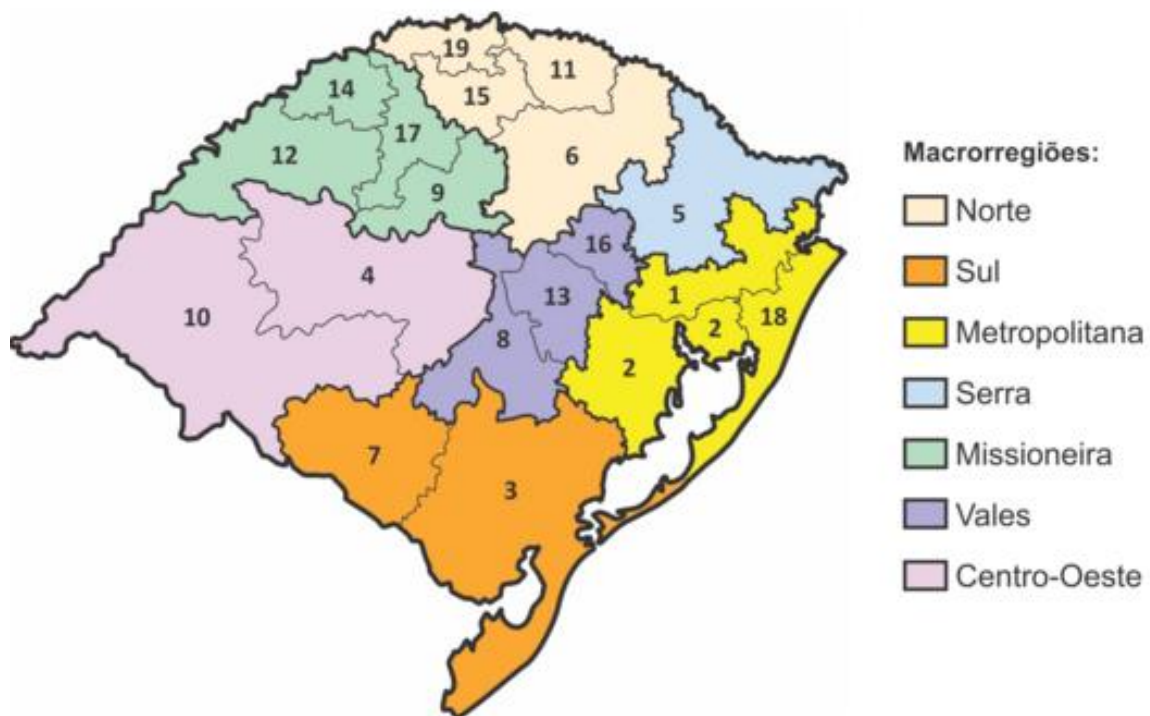 19
11
14
15
17
12
6
9
5
16
4
13
1
10
18
2
8
2
7
3
Macrorregiões:
Norte
Sul
Metropolitana
Serra
Missioneira
Vales
Centro-Oeste